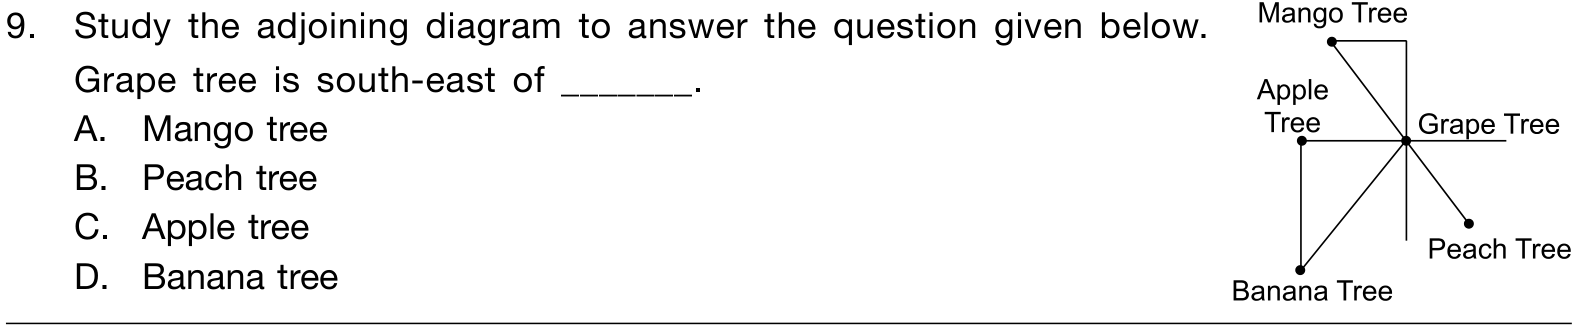 9. Study the adjoining diagram to answer the question given below.
Grape tree is south-east of _______.
A. Mango tree
B. Peach tree
C. Apple tree
D. Banana tree
Mango Tree
Apple
Tree
Grape Tree
Peach Tree
Banana Tree